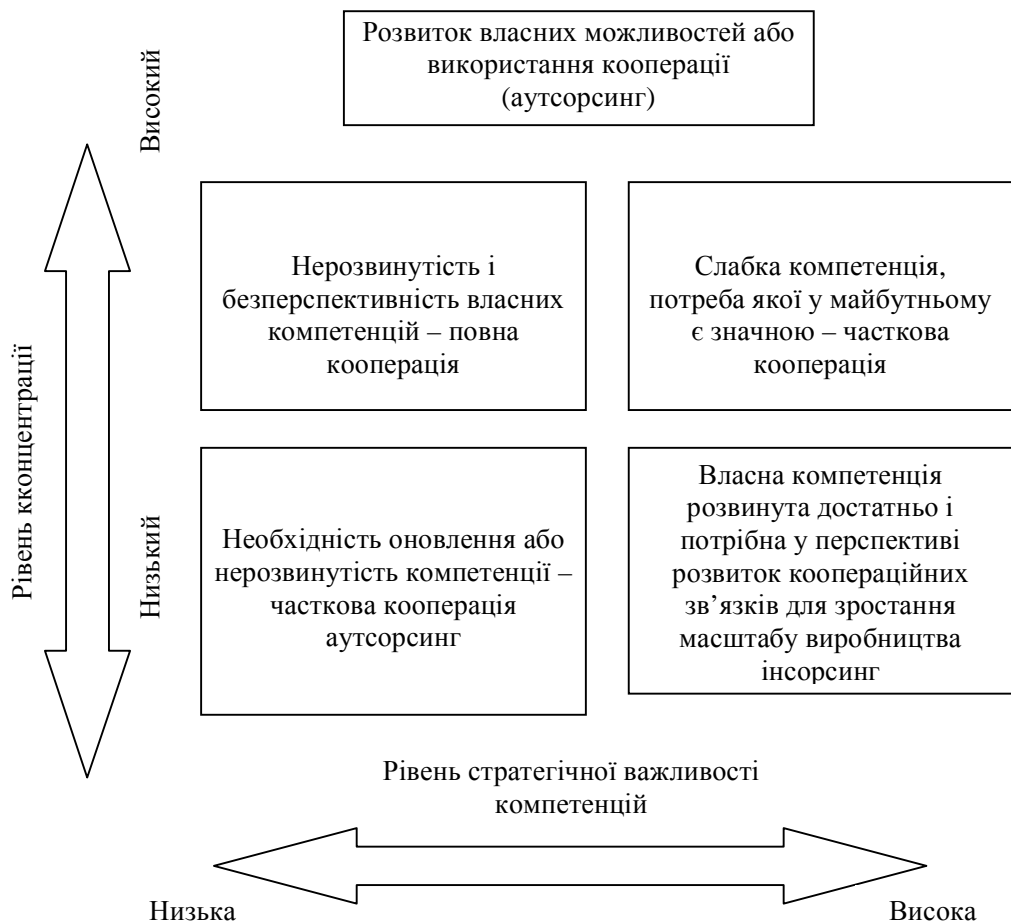 Розвиток власних можливостей або
використання кооперації
(аутсорсинг)
Високий
Нерозвинутість і
безперспективність власних
компетенцій – повна
кооперація
Слабка компетенція,
потреба якої у майбутньому
є значною – часткова
кооперація
Рівень кконцентрації
Низький
Необхідність оновлення або
нерозвинутість компетенції –
часткова кооперація
аутсорсинг
Власна компетенція
розвинута достатньо і
потрібна у перспективі
розвиток коопераційних
зв’язків для зростання
масштабу виробництва
інсорсинг
Рівень стратегічної важливості
компетенцій
Низька
Висока